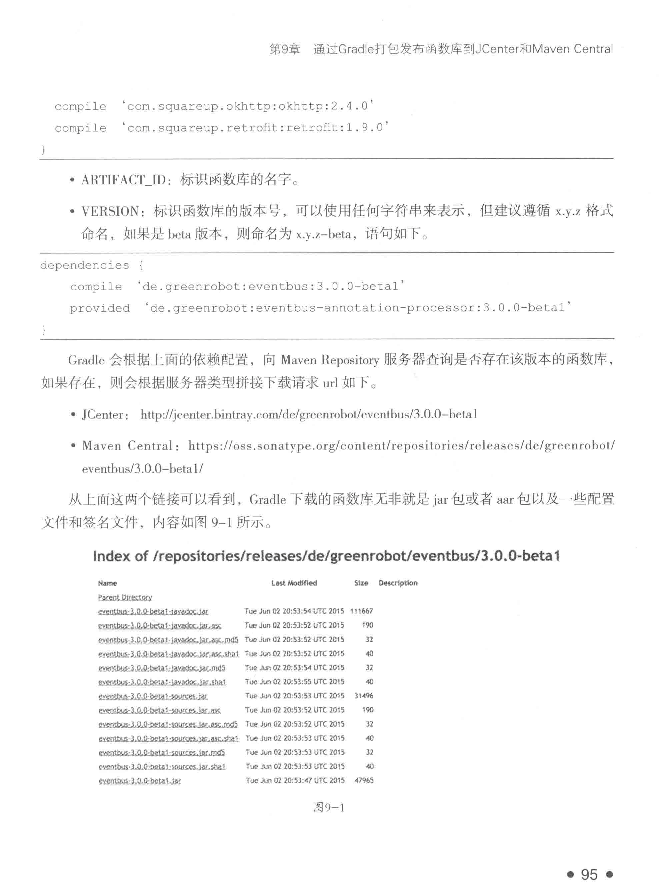 第9章 通过Gradle打包发布函数库到JCenter和Maven Central
compile 'com.squareup.okhttp:okhttp:2.4.0'
compile 'com.squareup.retrofit:retrofit:1.9.0'
}
• ARTIFACT_ID：标识函数库的名字。
• VERSION：标识函数库的版本号，可以使用任何字符串来表示，但建议遵循 x.y.z 格式
命名，如果是 beta 版本，则命名为 x.y.z-beta，语句如下。
dependencies {
compile 'de.greenrobot:eventbus:3.0.0-beta1'
provided 'de.greenrobot:eventbus-annotation-processor:3.0.0-beta1'
}
Gradle 会根据上面的依赖配置，向 Maven Repository 服务器查询是否存在该版本的函数库，
如果存在，则会根据服务器类型拼接下载请求 url 如下。
• JCenter： http://jcenter.bintray.com/de/greenrobot/eventbus/3.0.0-beta1
• Maven Central：https://oss.sonatype.org/content/repositories/releases/de/greenrobot/
eventbus/3.0.0-beta1/
从上面这两个链接可以看到，Gradle 下载的函数库无非就是 jar 包或者 aar 包以及一些配置
文件和签名文件，内容如图 9-1 所示。
Index of /repositories/releases/de/greenrobot/eventbus/3.0.0-beta1
Name Last Modified Size Description
Parent Directory
eventbus-3.0.0-beta1-javadoc.jar Tue Jun 02 20:53:54 UTC 2015 111667
eventbus-3.0.0-beta1-javadoc.jar.asc Tue Jun 02 20:53:52 UTC 2015 190
eventbus-3.0.0-beta1-javadoc.jar.asc.md5 Tue Jun 02 20:53:52 UTC 2015 32
eventbus-3.0.0-beta1-javadoc.jar.asc.sha1 Tue Jun 02 20:53:52 UTC 2015 40
eventbus-3.0.0-beta1-javadoc.jar.md5 Tue Jun 02 20:53:54 UTC 2015 32
eventbus-3.0.0-beta1-javadoc.jar.sha1 Tue Jun 02 20:53:55 UTC 2015 40
eventbus-3.0.0-beta1-sources.jar Tue Jun 02 20:53:53 UTC 2015 31496
eventbus-3.0.0-beta1-sources.jar.asc Tue Jun 02 20:53:52 UTC 2015 190
eventbus-3.0.0-beta1-sources.jar.asc.md5 Tue Jun 02 20:53:52 UTC 2015 32
eventbus-3.0.0-beta1-sources.jar.asc.sha1 Tue Jun 02 20:53:53 UTC 2015 40
eventbus-3.0.0-beta1-sources.jar.md5 Tue Jun 02 20:53:53 UTC 2015 32
eventbus-3.0.0-beta1-sources.jar.sha1 Tue Jun 02 20:53:53 UTC 2015 40
eventbus-3.0.0-beta1.jar Tue Jun 02 20:53:47 UTC 2015 47965
图9-1
• 95 •